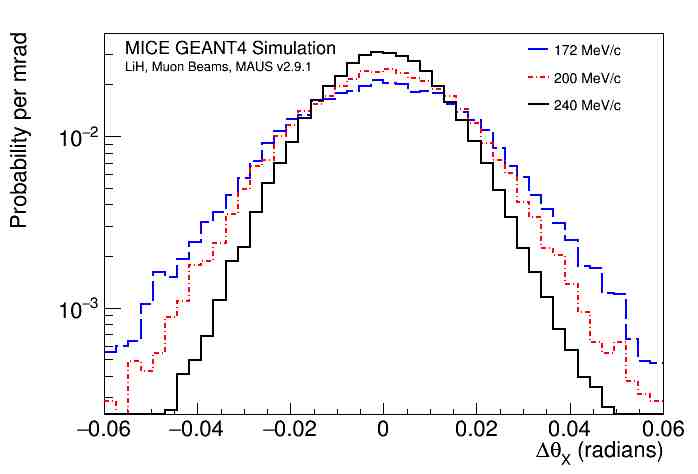 MICE GEANT4 Simulation
LiH, Muon Beams, MAUS v2.9.1
172 MeV/c
200 MeV/c
240 MeV/c
Probability per mrad
10⁻²
10⁻³
−0.06 −0.04 −0.02 0 0.02 0.04 0.06
Δθ_X (radians)